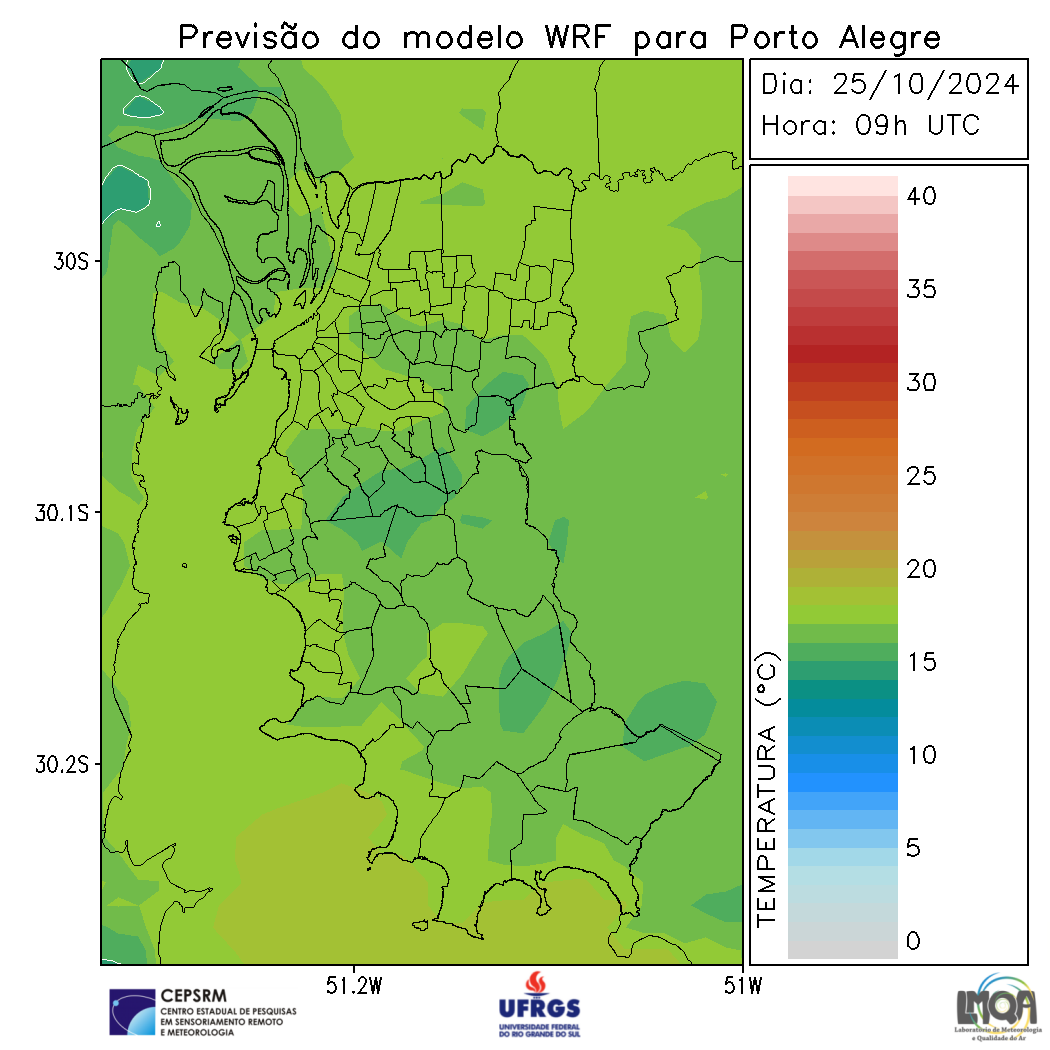 Previsão do modelo WRF para Porto Alegre
Dia: 25/10/2024
Hora: 09h UTC
30S
30.1S
30.2S
51.2W
51W
TEMPERATURA (°C)
40
35
30
25
20
15
10
5
0
CEPSRM
CENTRO ESTADUAL DE PESQUISAS
EM SENSORIAMENTO REMOTO
E METEOROLOGIA
UFRGS
UNIVERSIDADE FEDERAL
DO RIO GRANDE DO SUL
LMQA
Laboratório de Meteorologia
e Qualidade do Ar